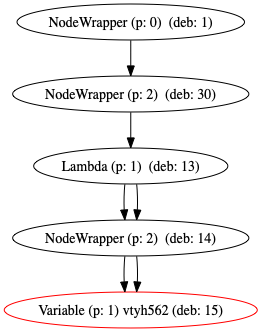 NodeWrapper (p: 0)  (deb: 1)
NodeWrapper (p: 2)  (deb: 30)
Lambda (p: 1)  (deb: 13)
NodeWrapper (p: 2)  (deb: 14)
Variable (p: 1) vtyh562 (deb: 15)